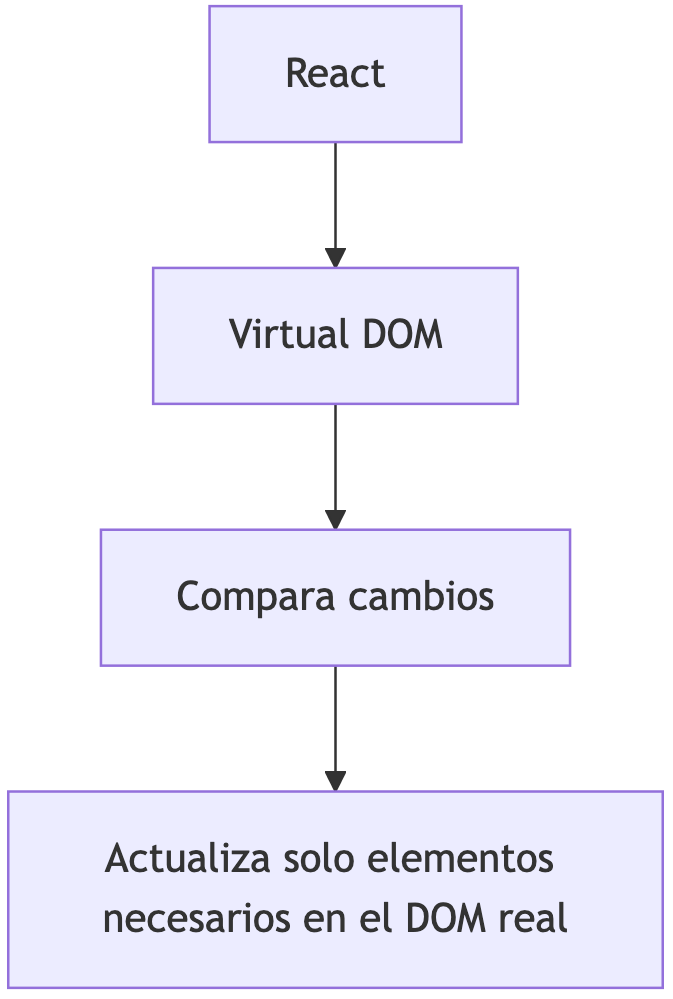 React
Virtual DOM
Compara cambios
Actualiza solo elementos
necesarios en el DOM real